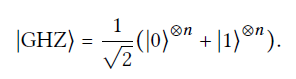 |GHZ⟩ = 1/√2 (|0⟩^⊗n + |1⟩^⊗n).